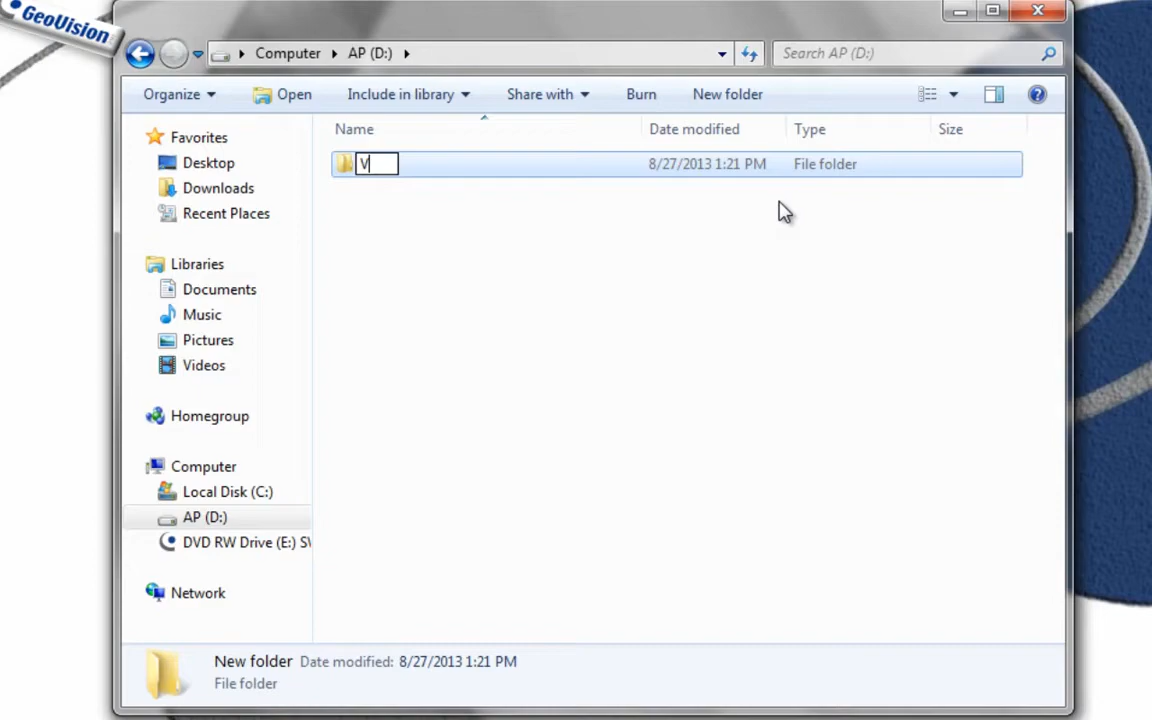 GeoVision
Computer AP (D:) Search AP (D:)
Organize Open Include in library Share with Burn New folder
Name Date modified Type Size
V 8/27/2013 1:21 PM File folder
Favorites
Desktop
Downloads
Recent Places
Libraries
Documents
Music
Pictures
Videos
Homegroup
Computer
Local Disk (C:)
AP (D:)
DVD RW Drive (E:)
Network
New folder Date modified: 8/27/2013 1:21 PM
File folder